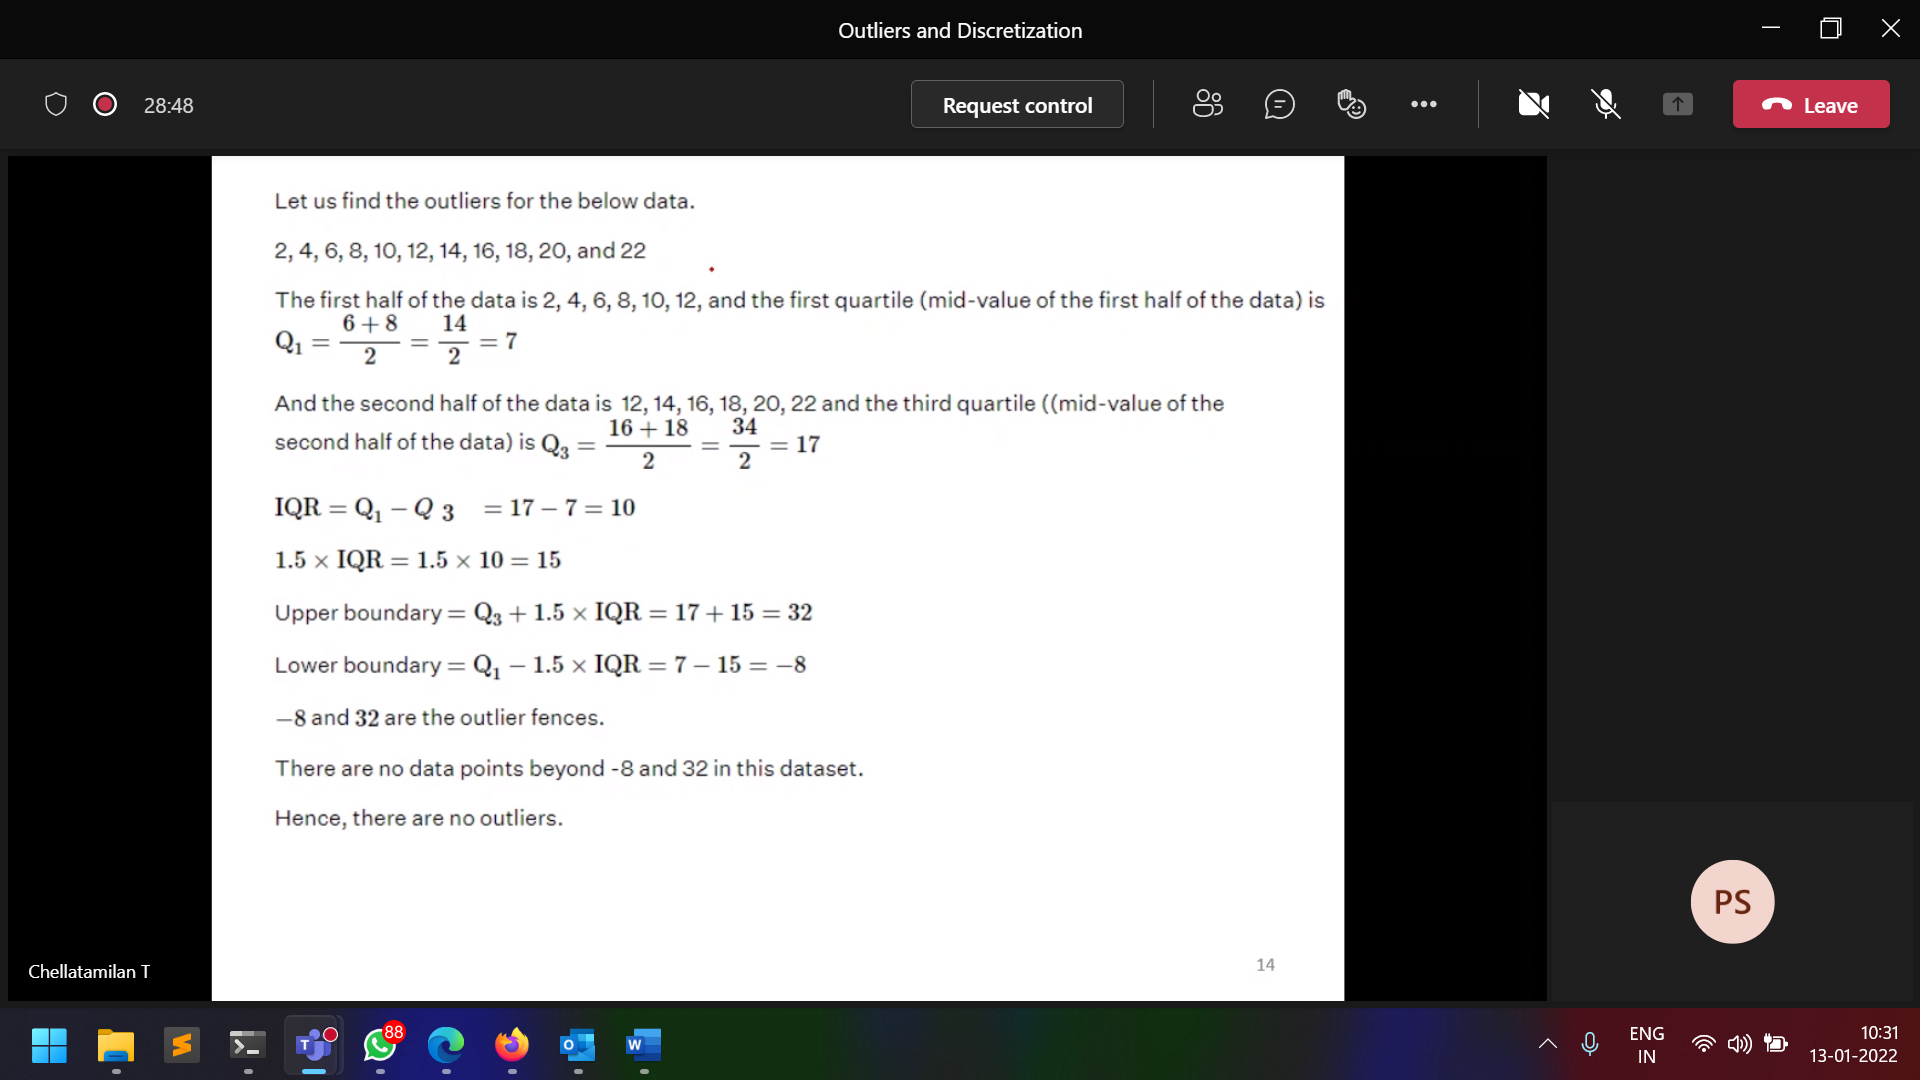 Outliers and Discretization
28:48
Request control
Leave
Let us find the outliers for the below data.
2, 4, 6, 8, 10, 12, 14, 16, 18, 20, and 22
The first half of the data is 2, 4, 6, 8, 10, 12, and the first quartile (mid-value of the first half of the data) is
Q₁ = (6 + 8)/2 = 14/2 = 7
And the second half of the data is 12, 14, 16, 18, 20, 22 and the third quartile ((mid-value of the
second half of the data) is Q₃ = (16 + 18)/2 = 34/2 = 17
IQR = Q₁ − Q ₃ = 17 − 7 = 10
1.5 × IQR = 1.5 × 10 = 15
Upper boundary = Q₃ + 1.5 × IQR = 17 + 15 = 32
Lower boundary = Q₁ − 1.5 × IQR = 7 − 15 = −8
−8 and 32 are the outlier fences.
There are no data points beyond -8 and 32 in this dataset.
Hence, there are no outliers.
14
PS
Chellatamilan T
88
ENG
IN
10:31
13-01-2022